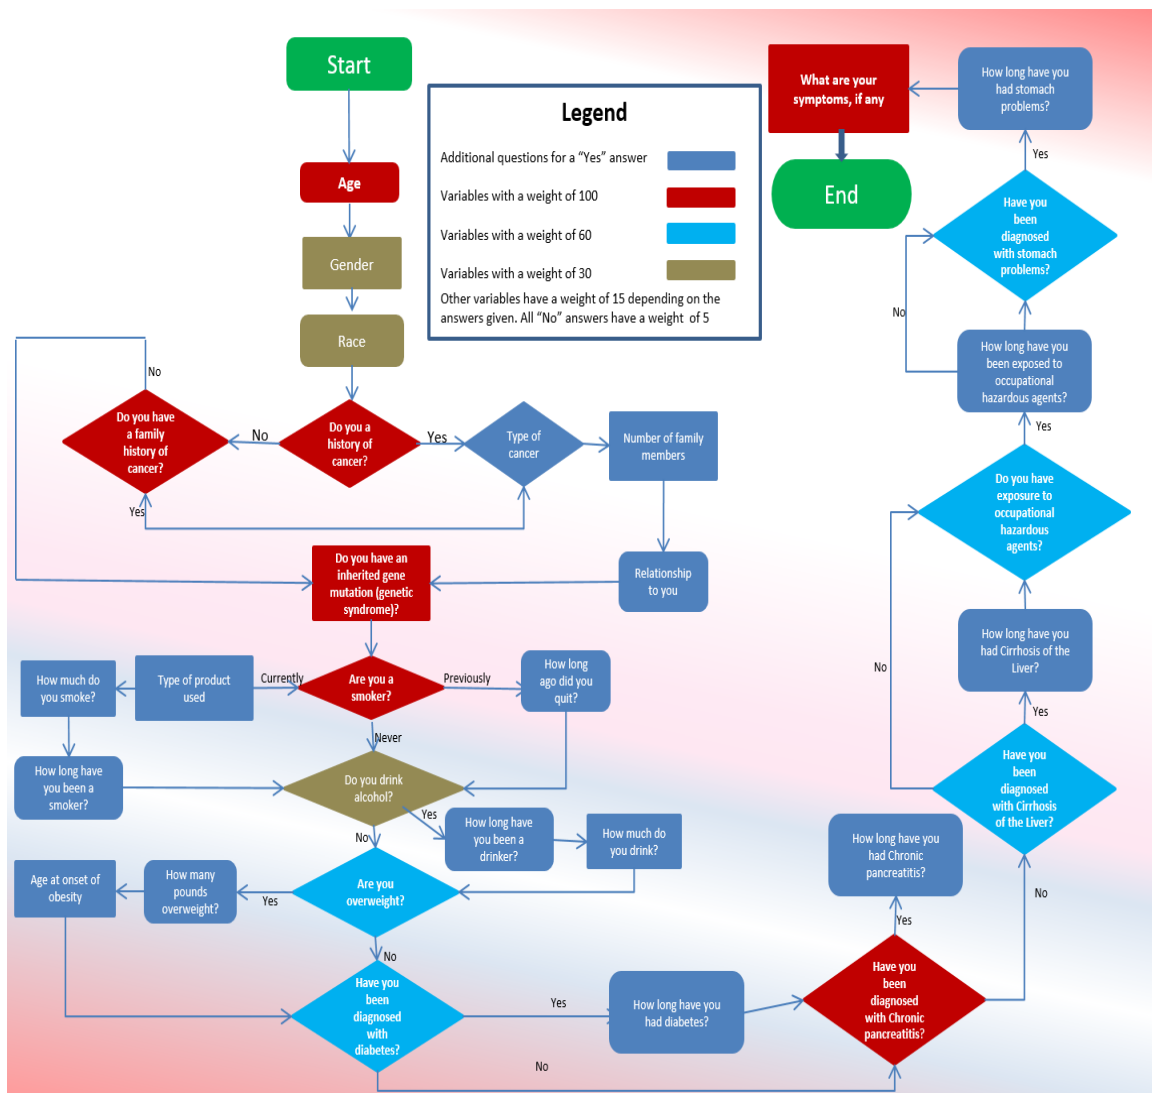 Start
Age
Gender
Race
Legend
Additional questions for a "Yes" answer
Variables with a weight of 100
Variables with a weight of 60
Variables with a weight of 30
Other variables have a weight of 15 depending on the
answers given. All "No" answers have a weight of 5
What are your
symptoms, if any
End
How long have you
had stomach
problems?
Yes
Have you
been
diagnosed
with stomach
problems?
No
How long have you
been exposed to
occupational
hazardous agents?
Yes
Do you have
exposure to
occupational
hazardous
agents?
No
How long have you
had Cirrhosis of the
Liver?
Yes
Have you
been
diagnosed
with Cirrhosis
of the Liver?
No
No
Do you have
a family
history of
cancer?
Yes
No
Do you a
history of
cancer?
Yes
Type of
cancer
Number of family
members
Relationship
to you
Do you have an
inherited gene
mutation (genetic
syndrome)?
How much do
you smoke?
Type of product
used
Currently
Are you a
smoker?
Previously
How long
ago did you
quit?
Never
How long have
you been a
smoker?
Do you drink
alcohol?
Yes
How long have
you been a
drinker?
How much do
you drink?
No
Are you
overweight?
Yes
How many
pounds
overweight?
Age at onset of
obesity
No
Have you
been
diagnosed
with
diabetes?
Yes
How long have you
had diabetes?
No
Have you
been
diagnosed
with Chronic
pancreatitis?
Yes
How long have you
had Chronic
pancreatitis?